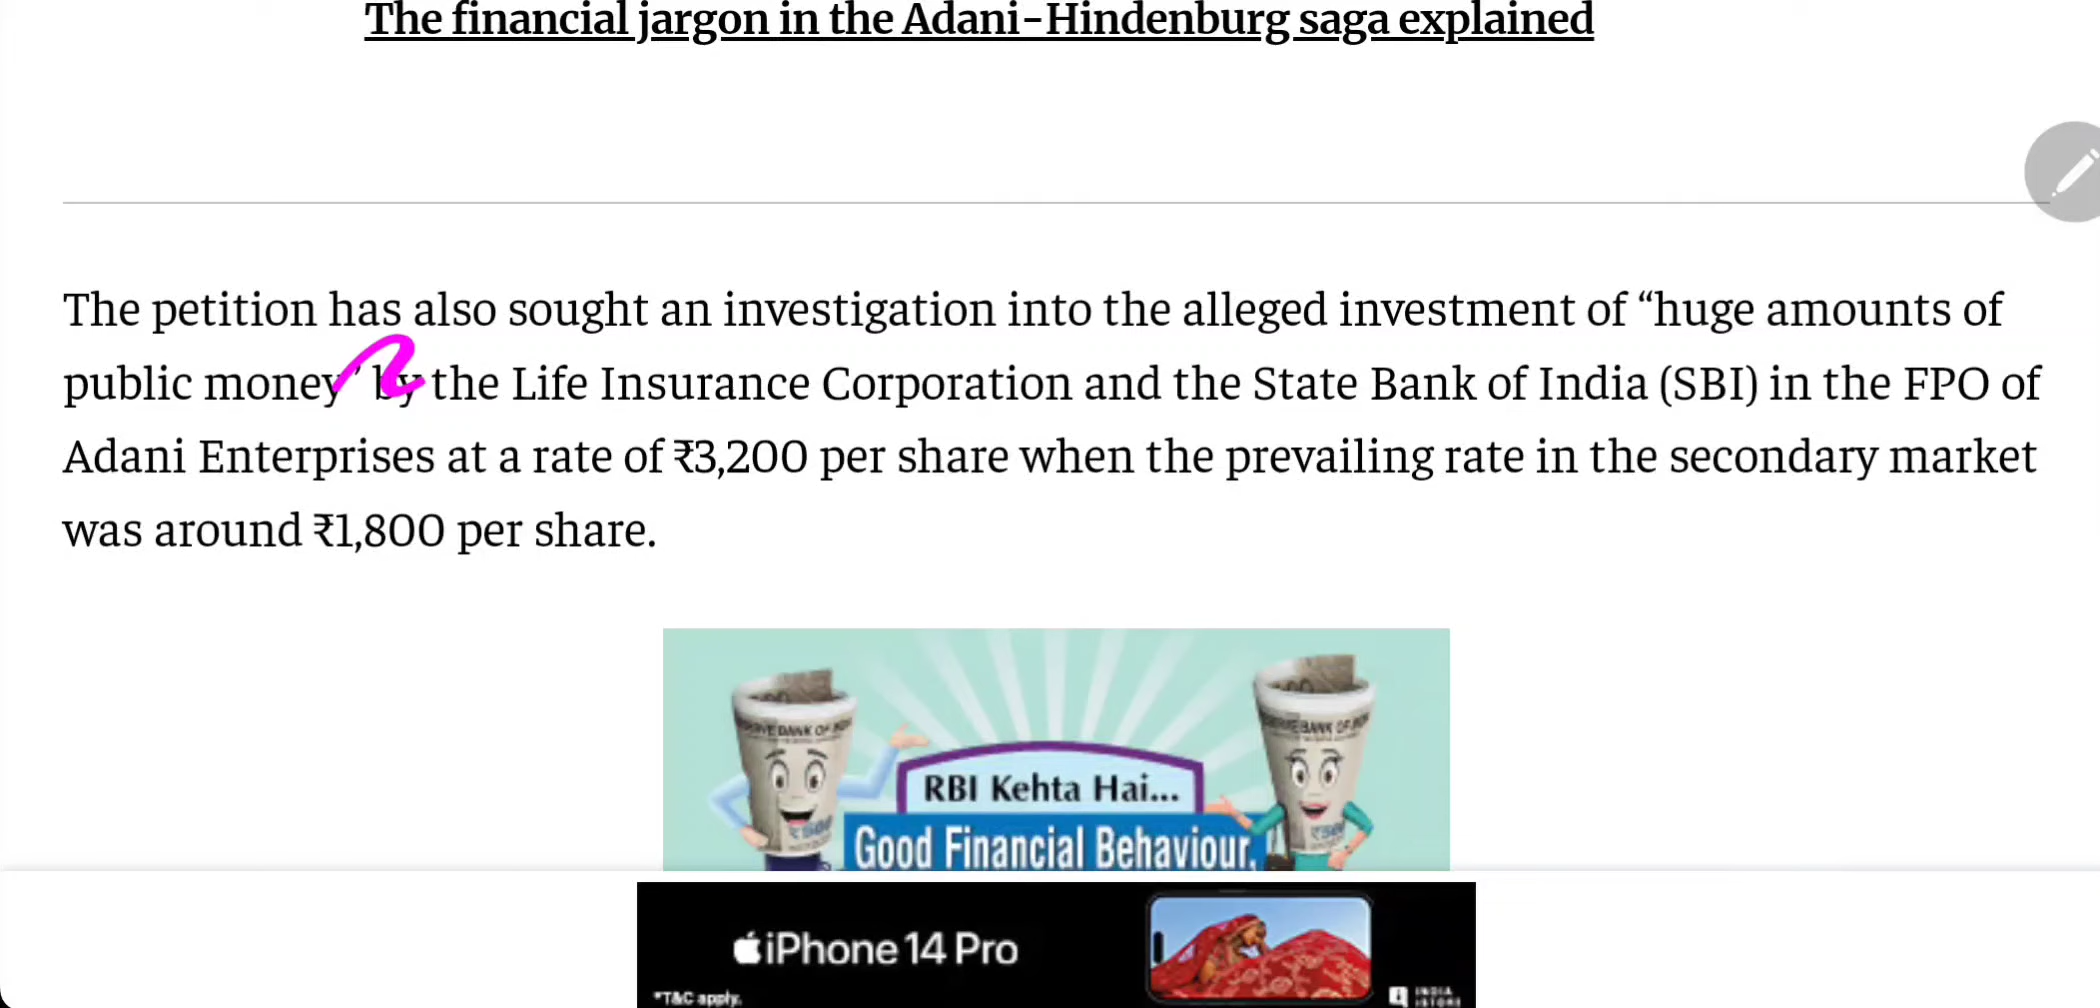 The financial jargon in the Adani-Hindenburg saga explained
The petition has also sought an investigation into the alleged investment of “huge amounts of
public money” by the Life Insurance Corporation and the State Bank of India (SBI) in the FPO of
Adani Enterprises at a rate of ₹3,200 per share when the prevailing rate in the secondary market
was around ₹1,800 per share.
RBI Kehta Hai...
Good Financial Behaviour,
iPhone 14 Pro
*T&C apply.